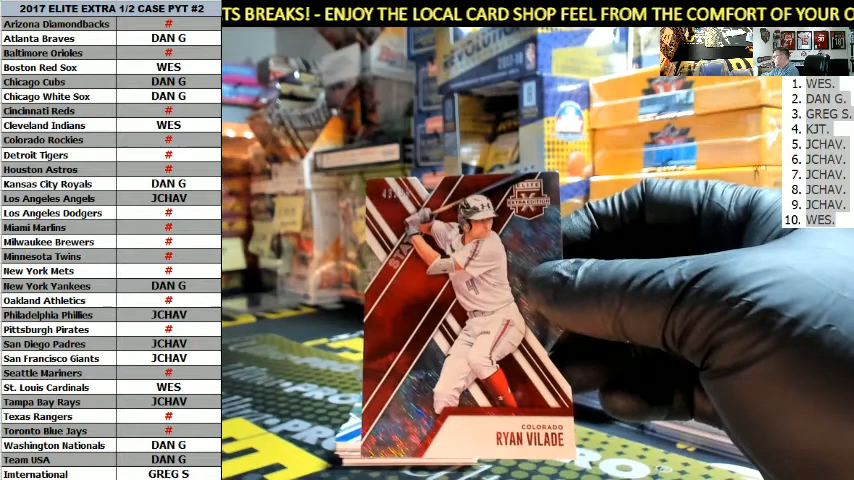 2017 ELITE EXTRA 1/2 CASE PYT #2
Arizona Diamondbacks #
Atlanta Braves DAN G
Baltimore Orioles #
Boston Red Sox WES
Chicago Cubs DAN G
Chicago White Sox DAN G
Cincinnati Reds #
Cleveland Indians WES
Colorado Rockies #
Detroit Tigers #
Houston Astros #
Kansas City Royals DAN G
Los Angeles Angels JCHAV
Los Angeles Dodgers #
Miami Marlins #
Milwaukee Brewers #
Minnesota Twins #
New York Mets #
New York Yankees DAN G
Oakland Athletics #
Philadelphia Phillies JCHAV
Pittsburgh Pirates #
San Diego Padres JCHAV
San Francisco Giants JCHAV
Seattle Mariners #
St. Louis Cardinals WES
Tampa Bay Rays JCHAV
Texas Rangers #
Toronto Blue Jays #
Washington Nationals DAN G
Team USA DAN G
International GREG S
TS BREAKS! - ENJOY THE LOCAL CARD SHOP FEEL FROM THE COMFORT OF YOUR O
1. WES.
2. DAN G.
3. GREG S.
4. KJT.
5. JCHAV.
6. JCHAV.
7. JCHAV.
8. JCHAV.
9. JCHAV.
10. WES.
REVOLUTION
2017-18
ELITE
EXTRA EDITION
4
COLORADO
RYAN VILADE